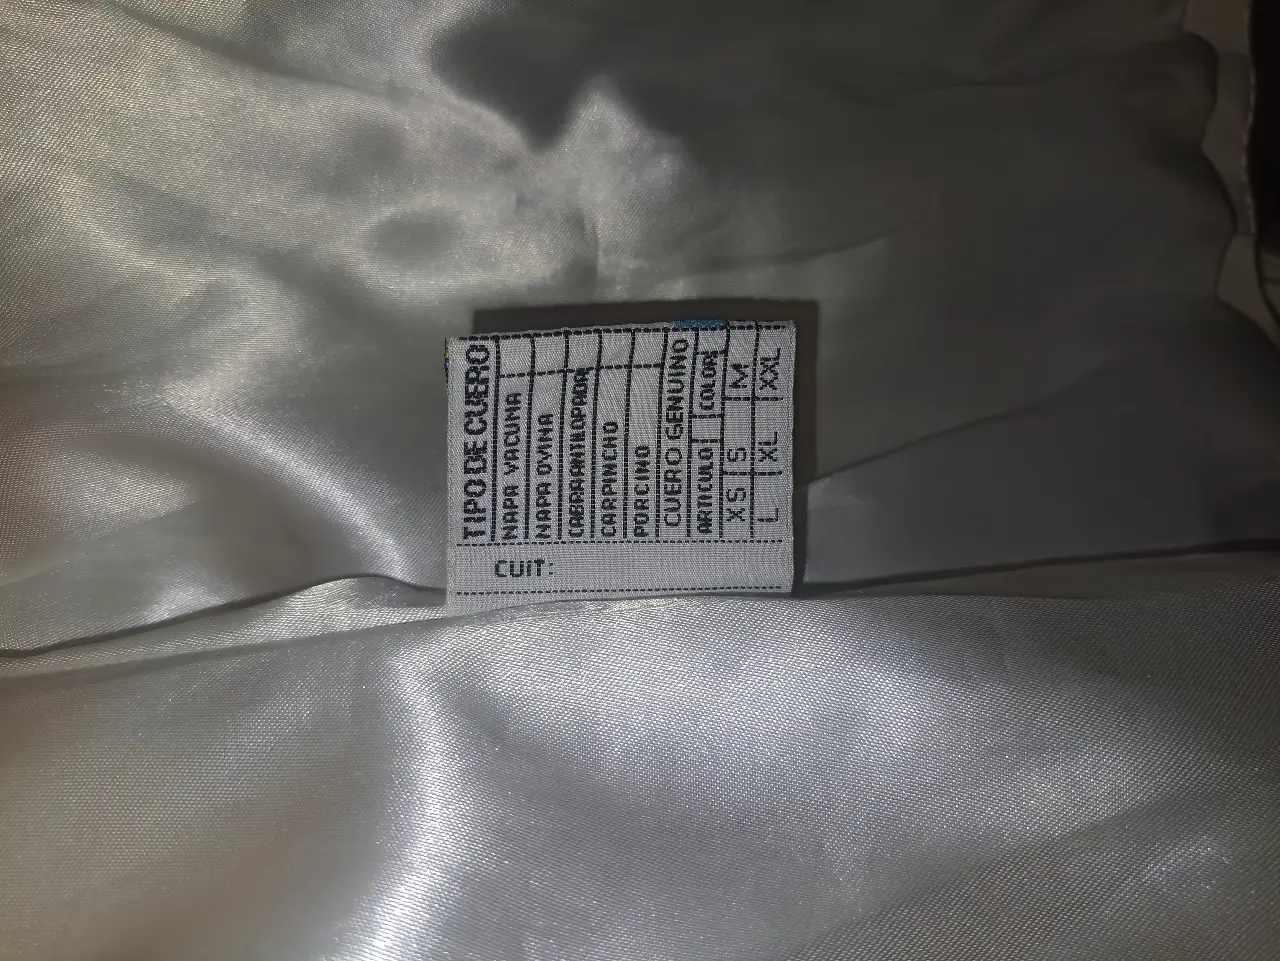 TIPO DE CUERO
NAPA VACUNA
NAPA OVINA
CABRA ANTILOPADA
CARPINCHO
PORCINO
CUERO GENUINO
ARTICULO COLOR
XS S M
L XL XXL
CUIT: